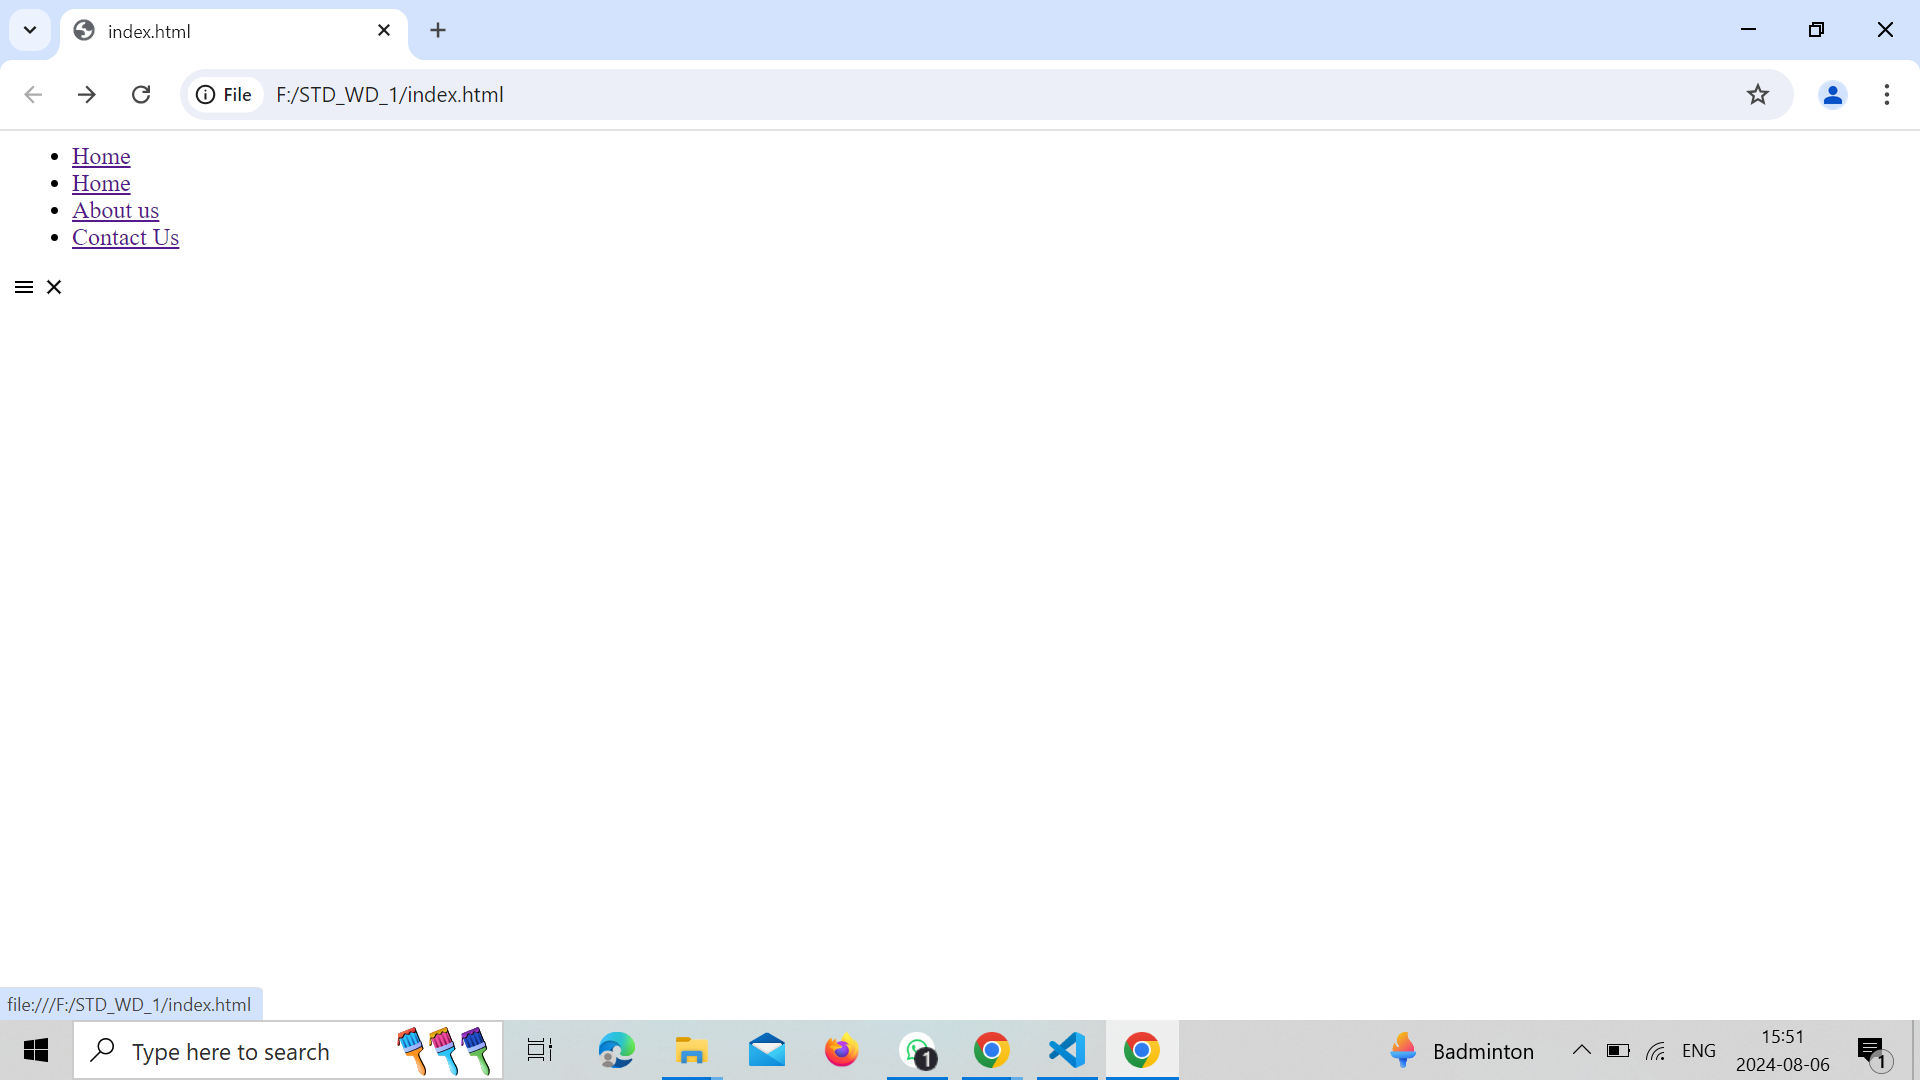 index.html
File F:/STD_WD_1/index.html
Home
Home
About us
Contact Us
file:///F:/STD_WD_1/index.html
Type here to search
1
Badminton
ENG
15:51
2024-08-06
1